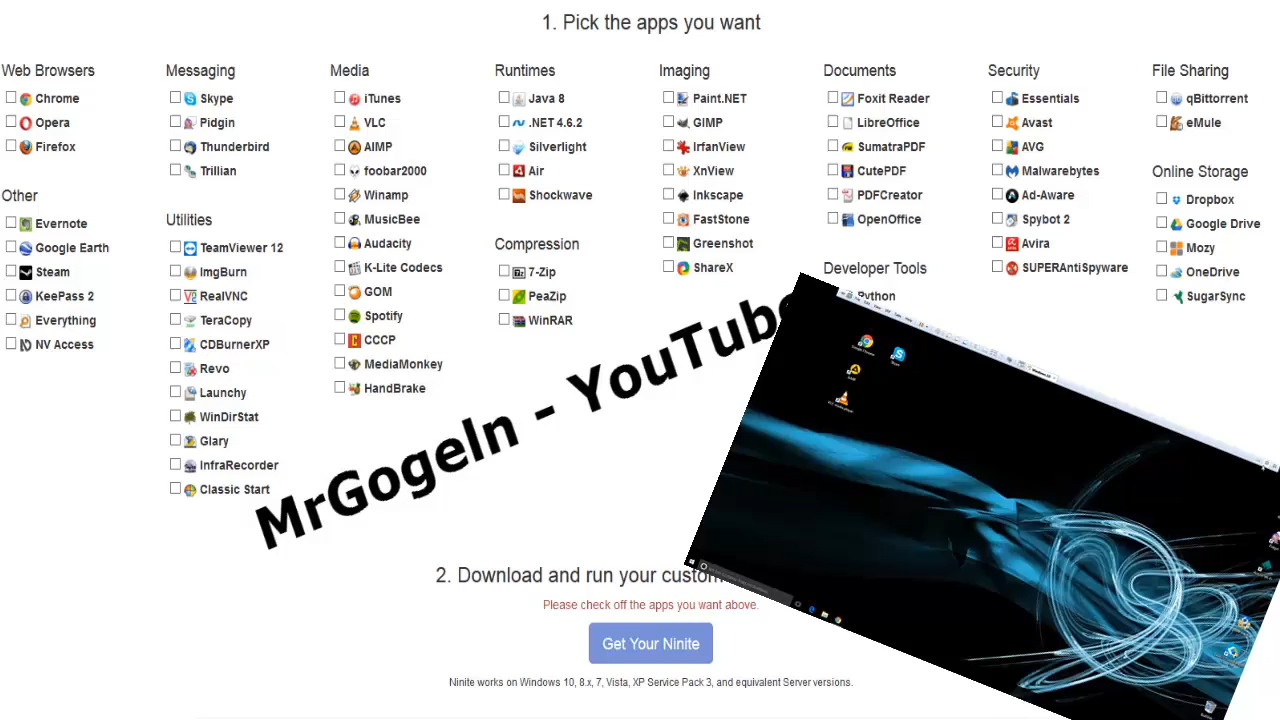 1. Pick the apps you want
Web Browsers
Chrome
Opera
Firefox
Other
Evernote
Google Earth
Steam
KeePass 2
Everything
NV Access
Messaging
Skype
Pidgin
Thunderbird
Trillian
Utilities
TeamViewer 12
ImgBurn
RealVNC
TeraCopy
CDBurnerXP
Revo
Launchy
WinDirStat
Glary
InfraRecorder
Classic Start
Media
iTunes
VLC
AIMP
foobar2000
Winamp
MusicBee
Audacity
K-Lite Codecs
GOM
Spotify
CCCP
MediaMonkey
HandBrake
Runtimes
Java 8
.NET 4.6.2
Silverlight
Air
Shockwave
Compression
7-Zip
PeaZip
WinRAR
Imaging
Paint.NET
GIMP
IrfanView
XnView
Inkscape
FastStone
Greenshot
ShareX
Documents
Foxit Reader
LibreOffice
SumatraPDF
CutePDF
PDFCreator
OpenOffice
Developer Tools
Python
Security
Essentials
Avast
AVG
Malwarebytes
Ad-Aware
Spybot 2
Avira
SUPERAntiSpyware
File Sharing
qBittorrent
eMule
Online Storage
Dropbox
Google Drive
Mozy
OneDrive
SugarSync
MrGogeIn - YouTube
2. Download and run your custom
Please check off the apps you want above.
Get Your Ninite
Ninite works on Windows 10, 8.x, 7, Vista, XP Service Pack 3, and equivalent Server versions.